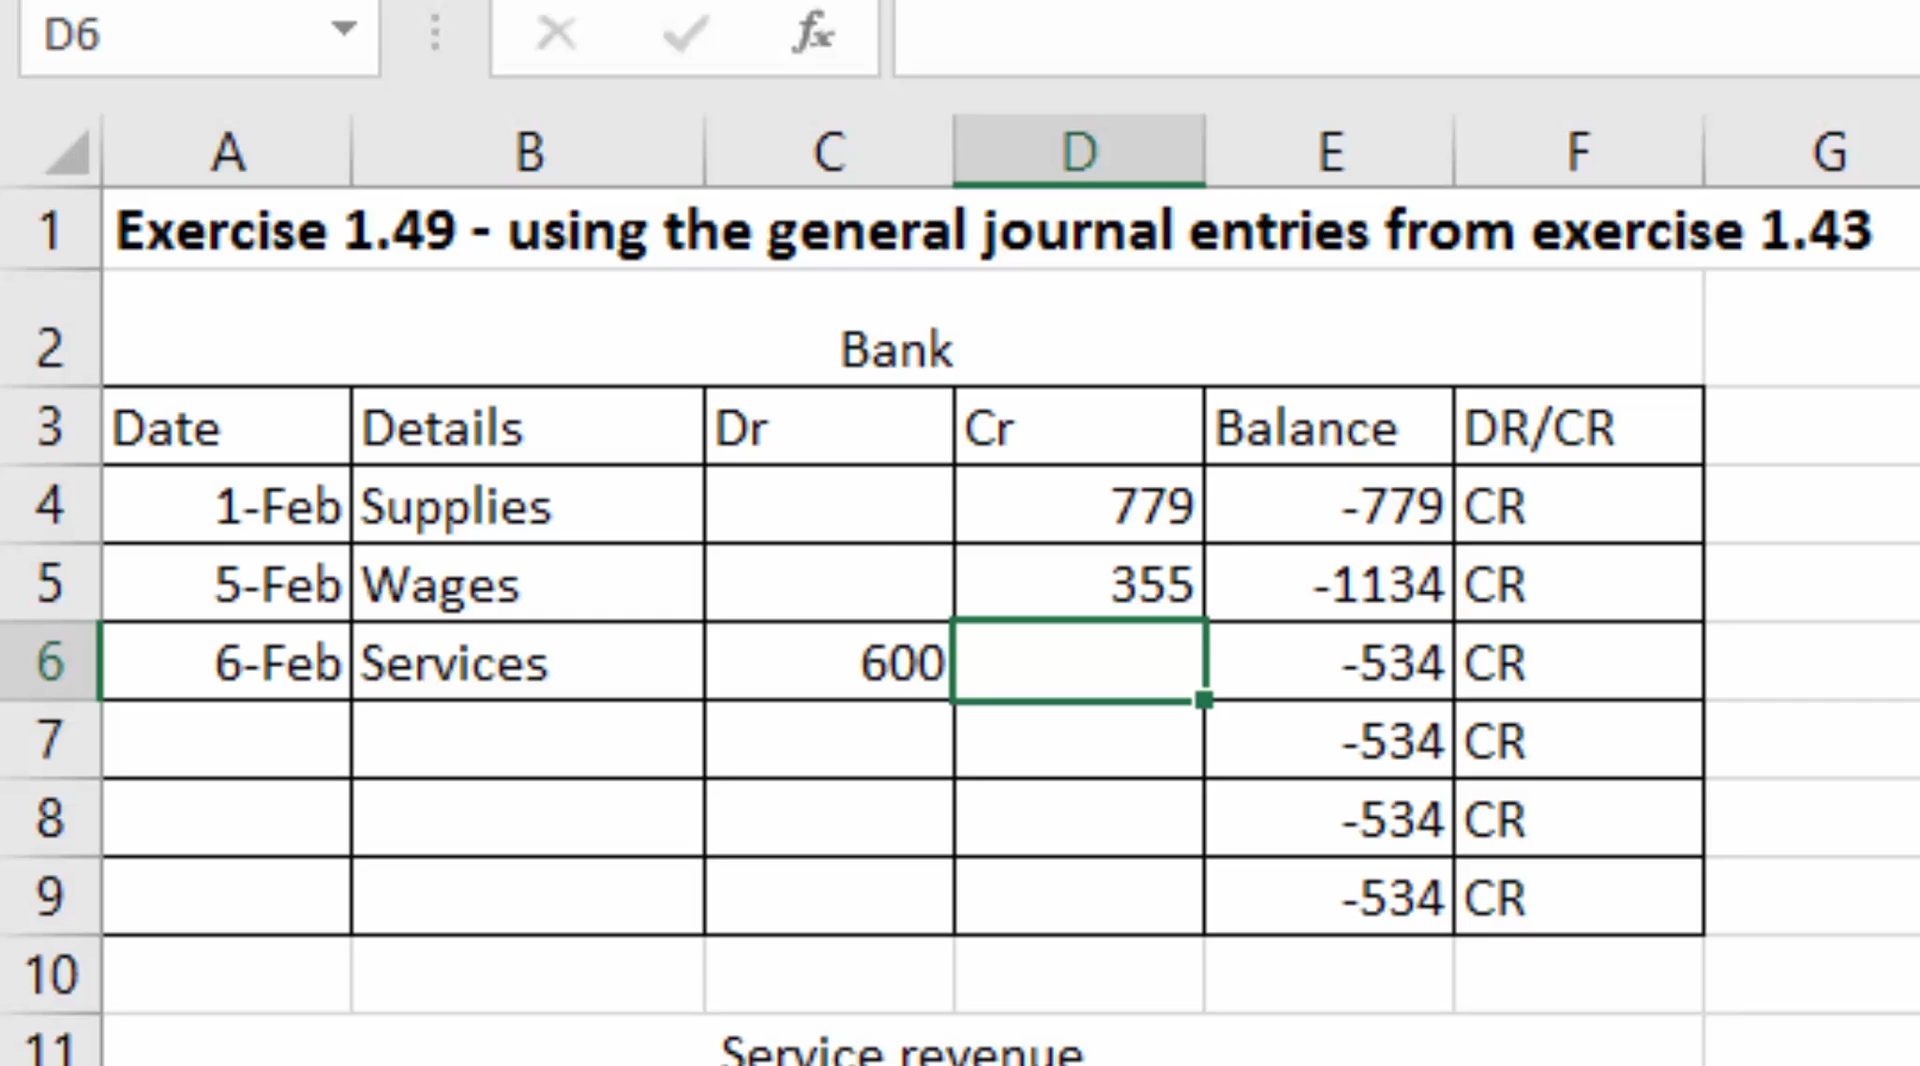 D6 fx
A B C D E F G
1 Exercise 1.49 - using the general journal entries from exercise 1.43
2 Bank
3 Date Details Dr Cr Balance DR/CR
4 1-Feb Supplies 779 -779 CR
5 5-Feb Wages 355 -1134 CR
6 6-Feb Services 600 -534 CR
7 -534 CR
8 -534 CR
9 -534 CR
10
11 Service revenue